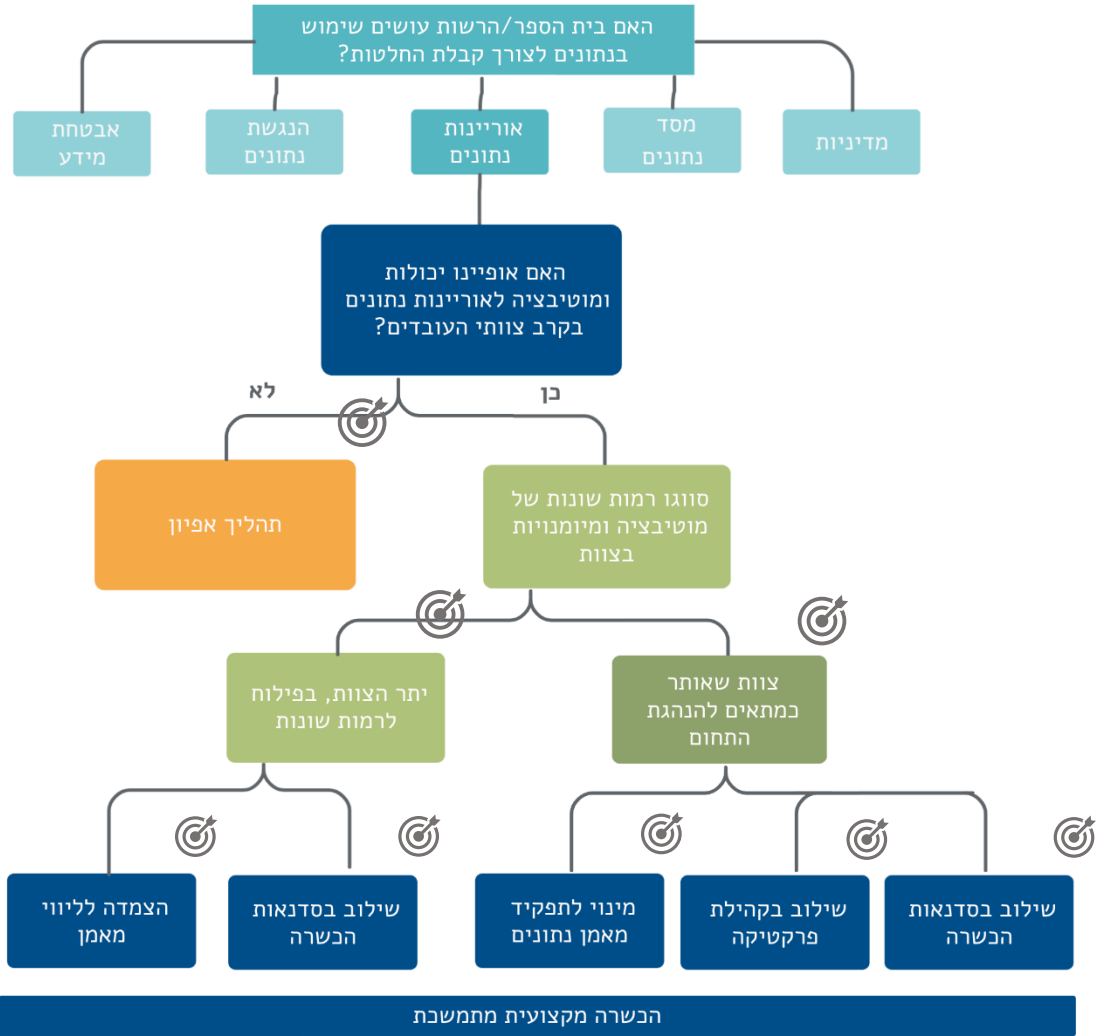 האם בית הספר/הרשות עושים שימוש
בנתונים לצורך קבלת החלטות?
מדיניות
מסד
נתונים
אוריינות
נתונים
הנגשת
נתונים
אבטחת
מידע
האם אופיינו יכולות
ומוטיבציה לאוריינות נתונים
בקרב צוותי העובדים?
כן
לא
סווגו רמות שונות של
מוטיבציה ומיומנויות
בצוות
תהליך אפיון
צוות שאותר
כמתאים להנהגת
התחום
יתר הצוות, בפילוח
לרמות שונות
שילוב בסדנאות
הכשרה
שילוב בקהילת
פרקטיקה
מינוי לתפקיד
מאמן נתונים
שילוב בסדנאות
הכשרה
הצמדה לליווי
מאמן
הכשרה מקצועית מתמשכת